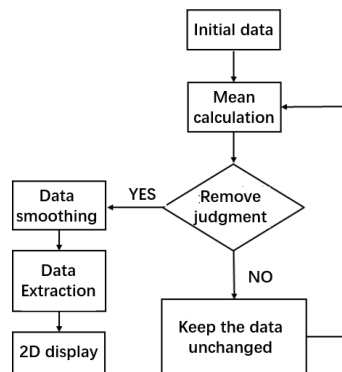 Initial data
Mean
calculation
Remove
judgment
YES
Data
smoothing
Data
Extraction
2D display
NO
Keep the data
unchanged